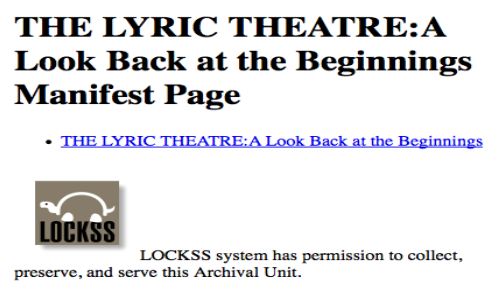 THE LYRIC THEATRE:A
Look Back at the Beginnings
Manifest Page
• THE LYRIC THEATRE:A Look Back at the Beginnings
LOCKSS
LOCKSS system has permission to collect,
preserve, and serve this Archival Unit.